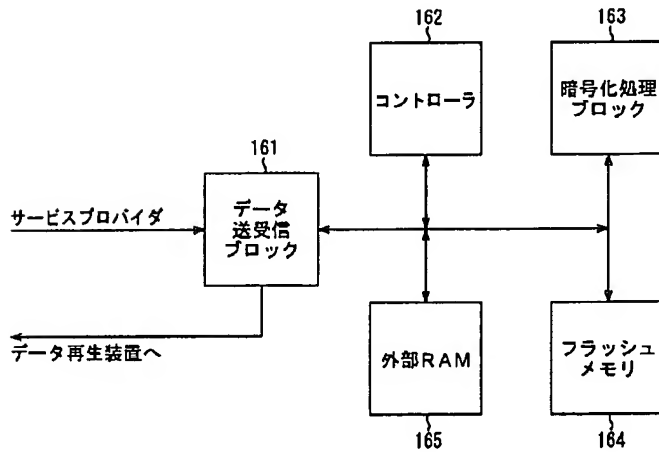 162
163
コントローラ
暗号化処理
ブロック
161
サービスプロバイダ
データ
送受信
ブロック
データ再生装置へ
外部RAM
フラッシュ
メモリ
165
164